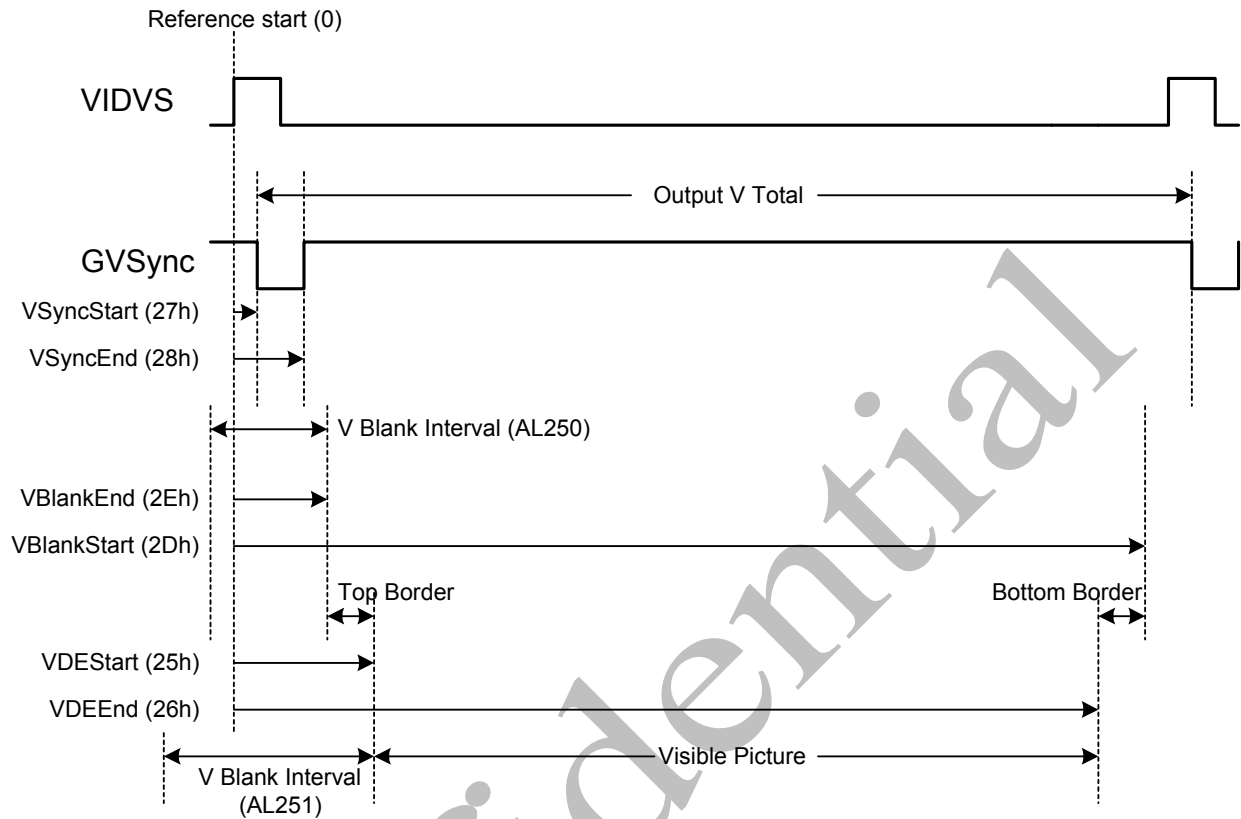 Reference start (0)
VIDVS
Output V Total
GVSync
VSyncStart (27h)
VSyncEnd (28h)
V Blank Interval (AL250)
VBlankEnd (2Eh)
VBlankStart (2Dh)
Top Border
Bottom Border
VDEStart (25h)
VDEEnd (26h)
Visible Picture
V Blank Interval
(AL251)
fidential